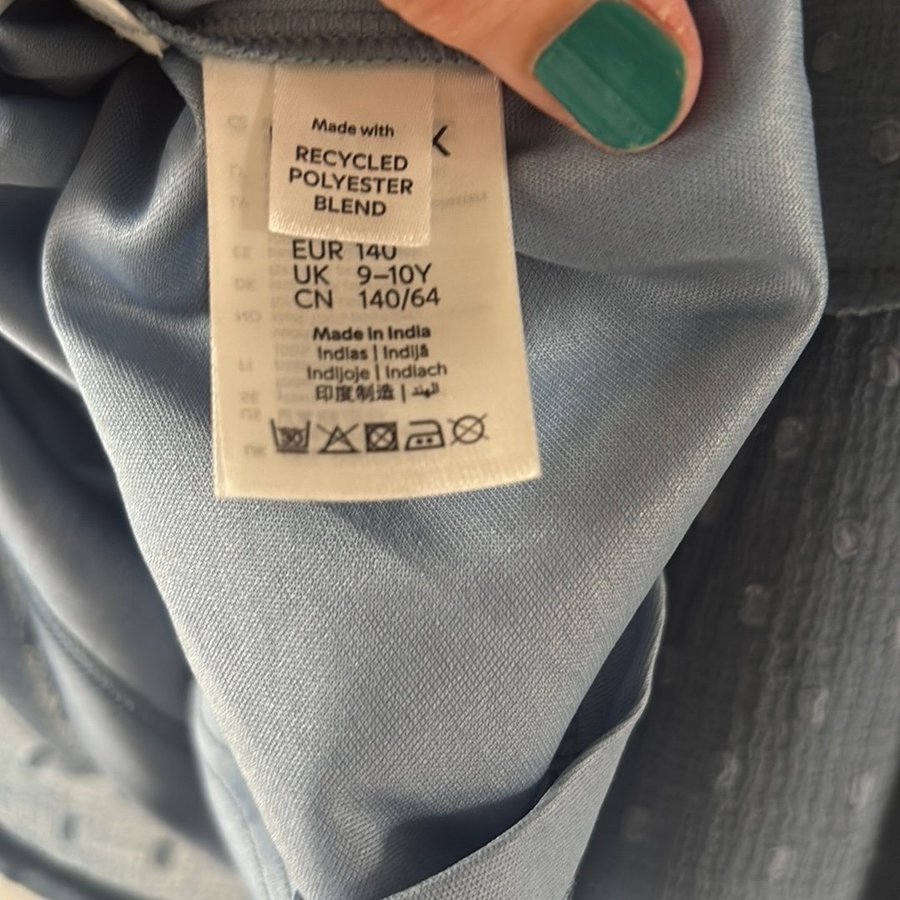 Made with
RECYCLED
POLYESTER
BLEND
K
EUR 140
UK 9–10Y
CN 140/64
Made in India
Indias | Indijā
Indijoje | Indiach
印度制造 | الهند
30